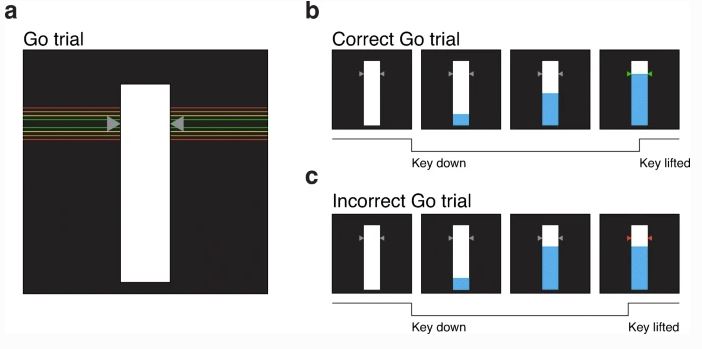 a
Go trial
b
Correct Go trial
Key down
Key lifted
c
Incorrect Go trial
Key down
Key lifted